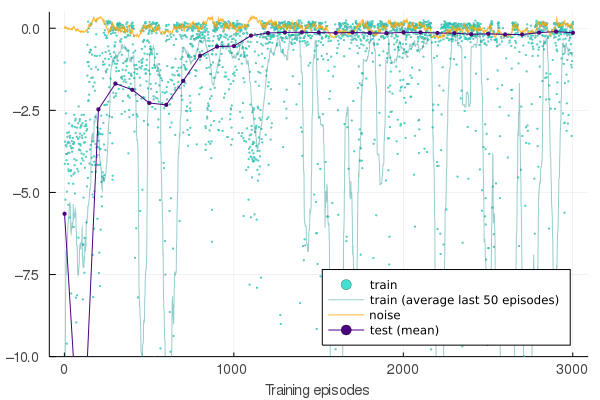 0.0
−2.5
−5.0
−7.5
−10.0
0
1000
2000
3000
Training episodes
train
train (average last 50 episodes)
noise
test (mean)